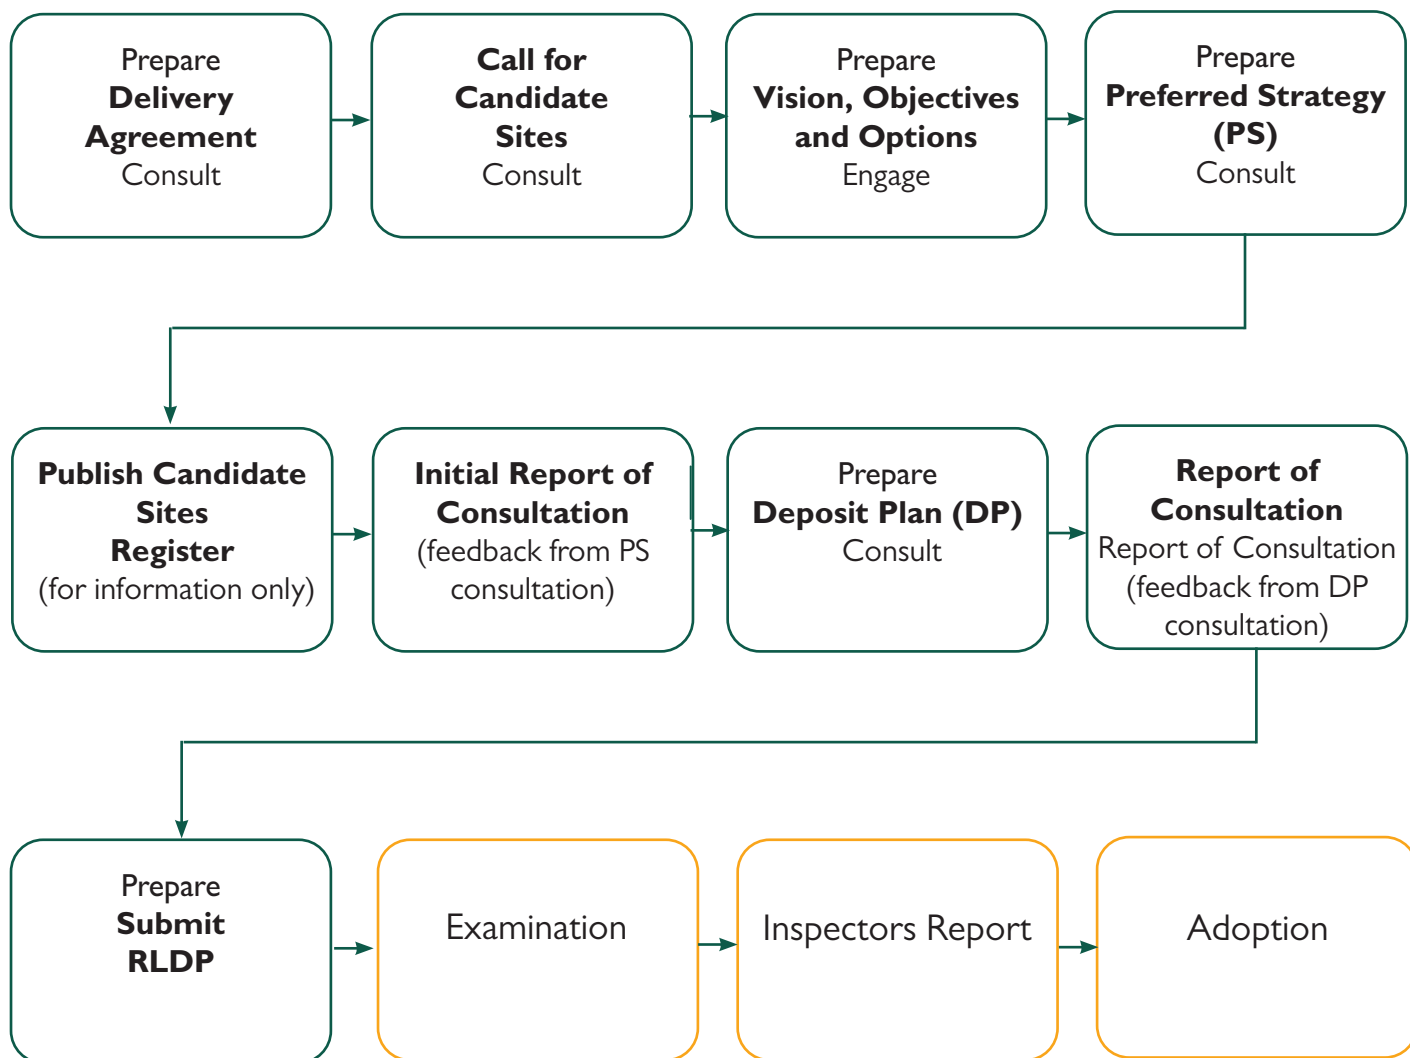 Prepare
Delivery
Agreement
Consult
Call for
Candidate
Sites
Consult
Prepare
Vision, Objectives
and Options
Engage
Prepare
Preferred Strategy
(PS)
Consult
Publish Candidate
Sites
Register
(for information only)
Initial Report of
Consultation
(feedback from PS
consultation)
Prepare
Deposit Plan (DP)
Consult
Report of
Consultation
Report of Consultation
(feedback from DP
consultation)
Prepare
Submit
RLDP
Examination
Inspectors Report
Adoption